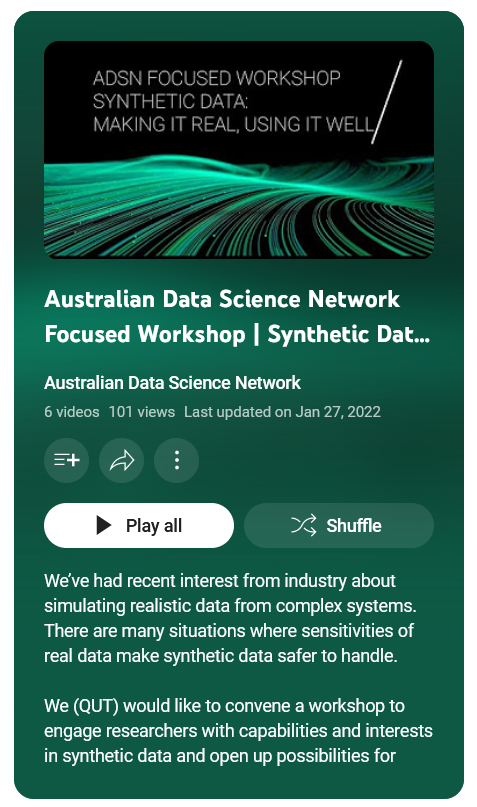 ADSN FOCUSED WORKSHOP
SYNTHETIC DATA:
MAKING IT REAL, USING IT WELL
Australian Data Science Network
Focused Workshop | Synthetic Dat...
Australian Data Science Network
6 videos 101 views Last updated on Jan 27, 2022
Play all
Shuffle
We’ve had recent interest from industry about
simulating realistic data from complex systems.
There are many situations where sensitivities of
real data make synthetic data safer to handle.
We (QUT) would like to convene a workshop to
engage researchers with capabilities and interests
in synthetic data and open up possibilities for